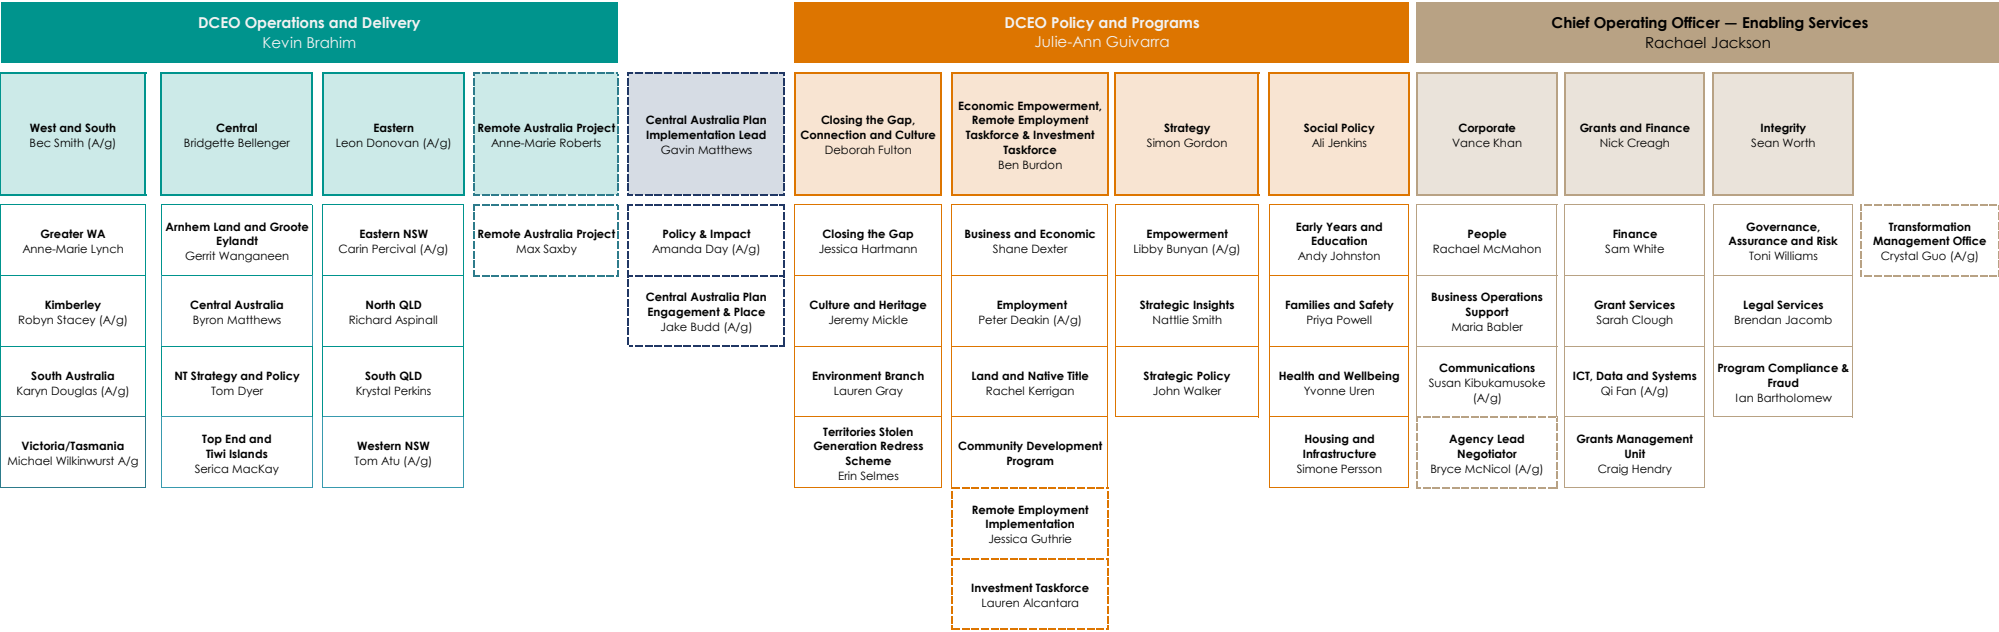 DCEO Operations and Delivery
Kevin Brahim
DCEO Policy and Programs
Julie-Ann Guivarra
Chief Operating Officer — Enabling Services
Rachael Jackson
West and South
Bec Smith (A/g)
Central
Bridgette Bellenger
Eastern
Leon Donovan (A/g)
Remote Australia Project
Anne-Marie Roberts
Central Australia Plan
Implementation Lead
Gavin Matthews
Closing the Gap,
Connection and Culture
Deborah Fulton
Economic Empowerment,
Remote Employment
Taskforce & Investment
Taskforce
Ben Burdon
Strategy
Simon Gordon
Social Policy
Ali Jenkins
Corporate
Vance Khan
Grants and Finance
Nick Creagh
Integrity
Sean Worth
Greater WA
Anne-Marie Lynch
Arnhem Land and Groote
Eylandt
Gerrit Wanganeen
Eastern NSW
Carin Percival (A/g)
Remote Australia Project
Max Saxby
Policy & Impact
Amanda Day (A/g)
Closing the Gap
Jessica Hartmann
Business and Economic
Shane Dexter
Empowerment
Libby Bunyan (A/g)
Early Years and
Education
Andy Johnston
People
Rachael McMahon
Finance
Sam White
Governance,
Assurance and Risk
Toni Williams
Transformation
Management Office
Crystal Guo (A/g)
Kimberley
Robyn Stacey (A/g)
Central Australia
Byron Matthews
North QLD
Richard Aspinall
Central Australia Plan
Engagement & Place
Jake Budd (A/g)
Culture and Heritage
Jeremy Mickle
Employment
Peter Deakin (A/g)
Strategic Insights
Nattlie Smith
Families and Safety
Priya Powell
Business Operations
Support
Maria Babler
Grant Services
Sarah Clough
Legal Services
Brendan Jacomb
South Australia
Karyn Douglas (A/g)
NT Strategy and Policy
Tom Dyer
South QLD
Krystal Perkins
Environment Branch
Lauren Gray
Land and Native Title
Rachel Kerrigan
Strategic Policy
John Walker
Health and Wellbeing
Yvonne Uren
Communications
Susan Kibukamusoke
(A/g)
ICT, Data and Systems
Qi Fan (A/g)
Program Compliance &
Fraud
Ian Bartholomew
Victoria/Tasmania
Michael Wilkinwurst A/g
Top End and
Tiwi Islands
Serica MacKay
Western NSW
Tom Atu (A/g)
Territories Stolen
Generation Redress
Scheme
Erin Selmes
Community Development
Program
Housing and
Infrastructure
Simone Persson
Agency Lead
Negotiator
Bryce McNicol (A/g)
Grants Management
Unit
Craig Hendry
Remote Employment
Implementation
Jessica Guthrie
Investment Taskforce
Lauren Alcantara